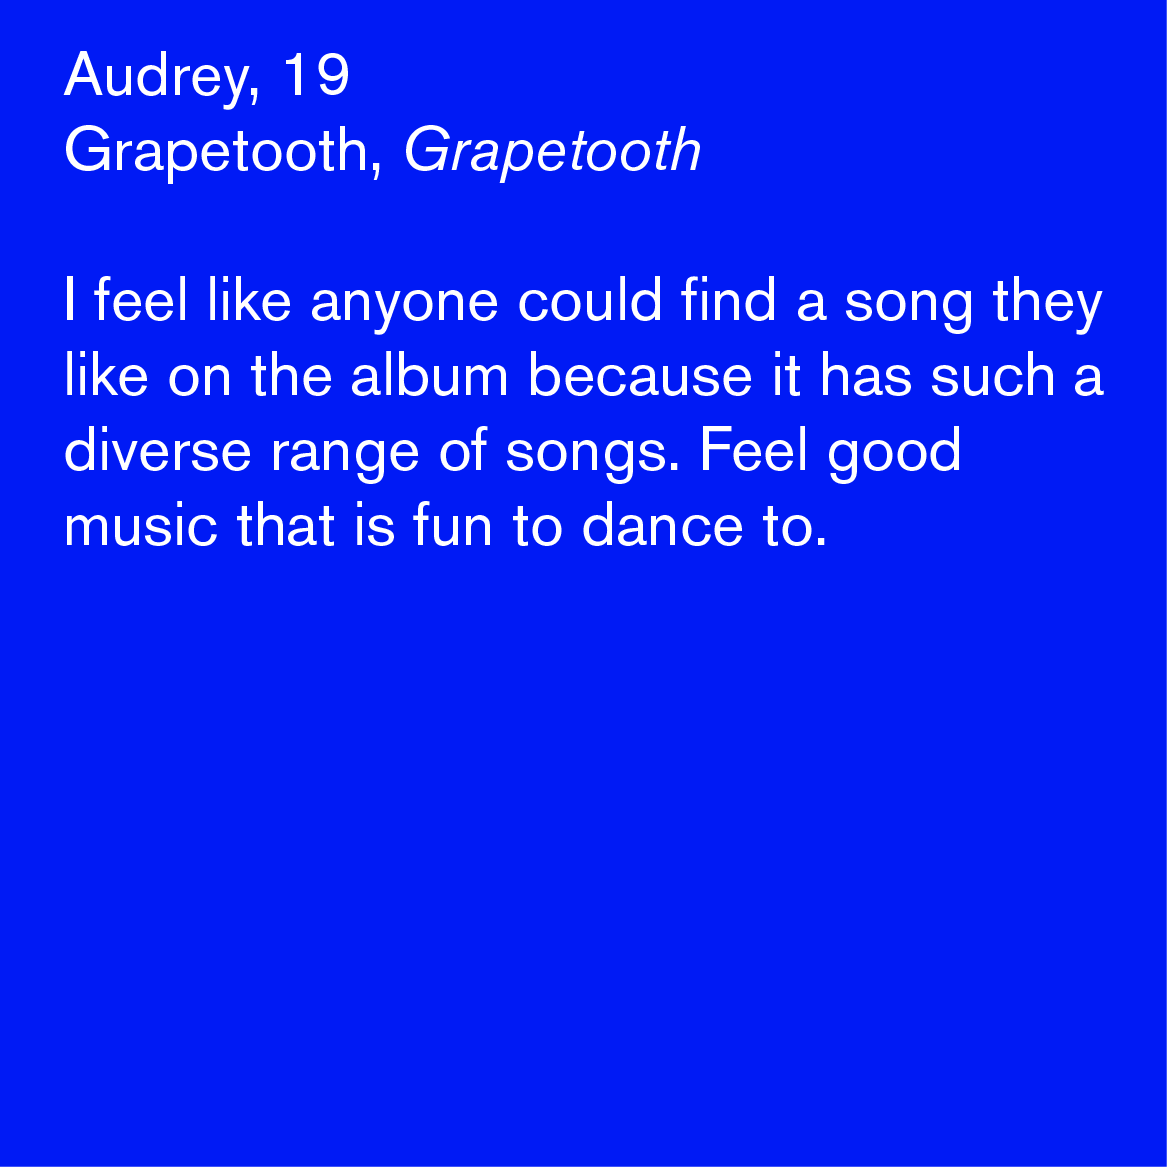 Audrey, 19
Grapetooth, Grapetooth
I feel like anyone could find a song they
like on the album because it has such a
diverse range of songs. Feel good
music that is fun to dance to.